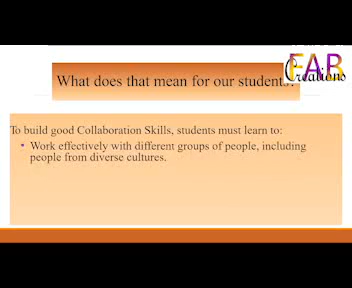 FAB
Creations
What does that mean for our students?
To build good Collaboration Skills, students must learn to:
• Work effectively with different groups of people, including
people from diverse cultures.